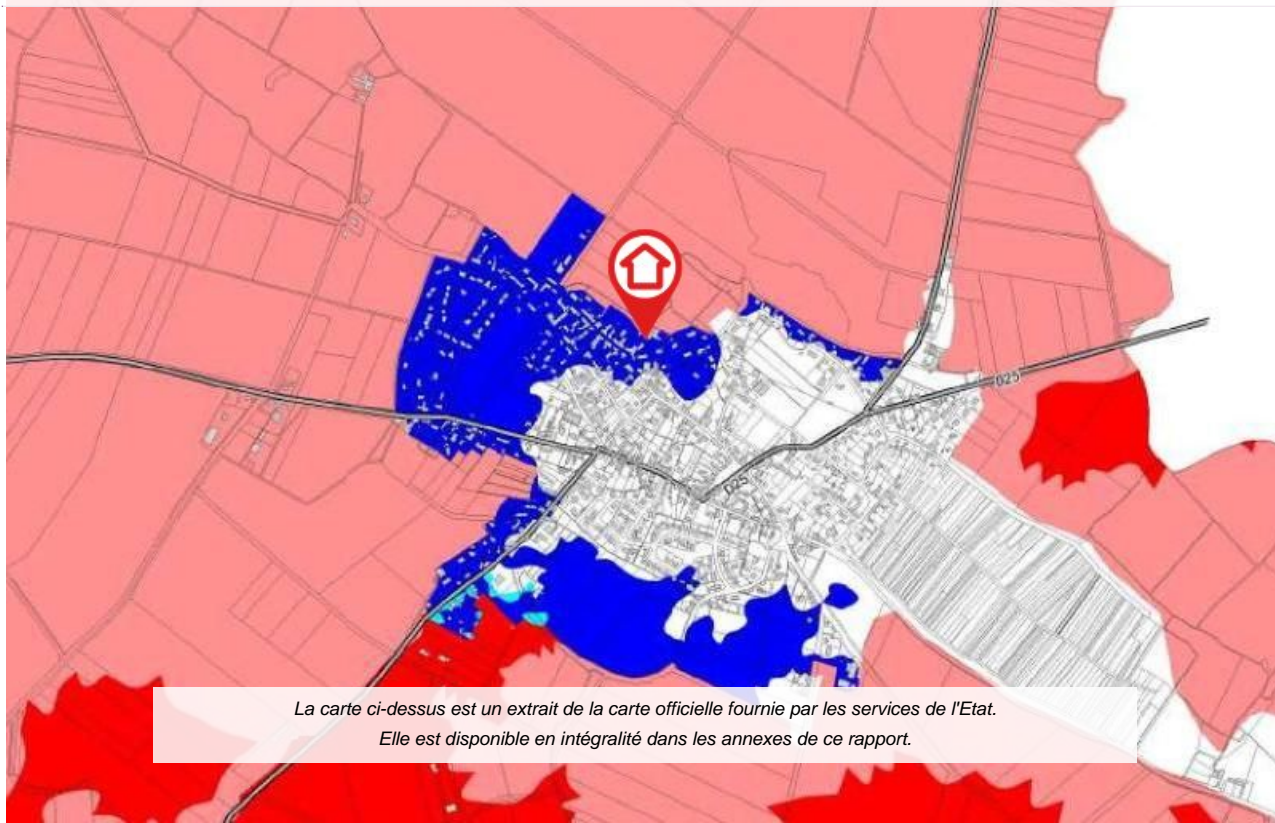 D25
D25
La carte ci-dessus est un extrait de la carte officielle fournie par les services de l'Etat.
Elle est disponible en intégralité dans les annexes de ce rapport.